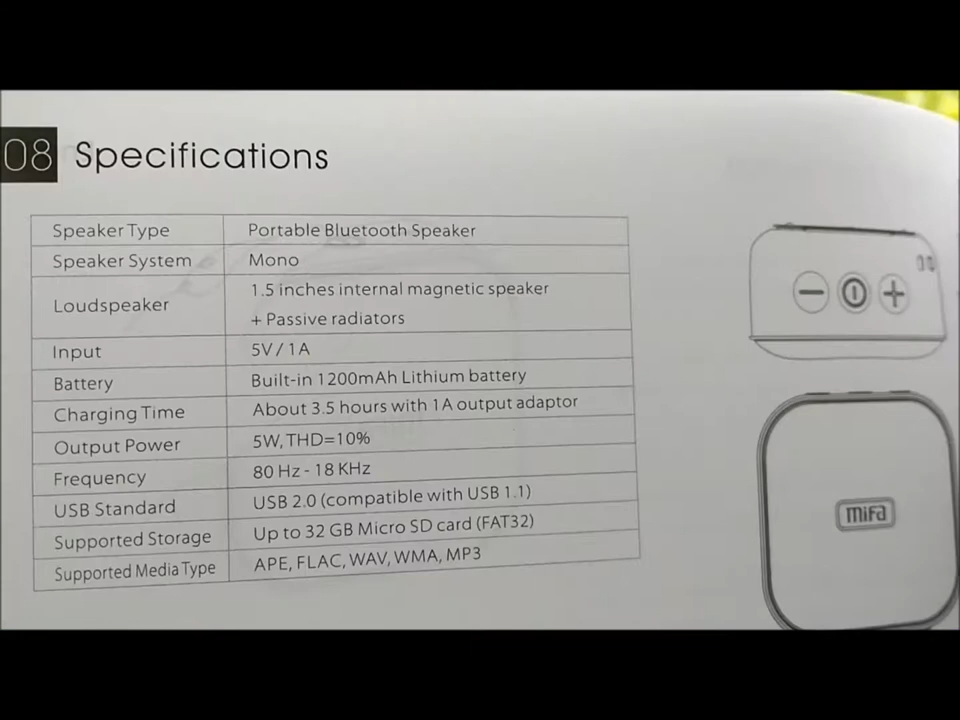 08 Specifications
Speaker Type Portable Bluetooth Speaker
Speaker System Mono
Loudspeaker 1.5 inches internal magnetic speaker
+ Passive radiators
Input 5V / 1A
Battery Built-in 1200mAh Lithium battery
Charging Time About 3.5 hours with 1A output adaptor
Output Power 5W, THD=10%
Frequency 80 Hz - 18 KHz
USB Standard USB 2.0 (compatible with USB 1.1)
Supported Storage Up to 32 GB Micro SD card (FAT32)
Supported Media Type APE, FLAC, WAV, WMA, MP3
mifa